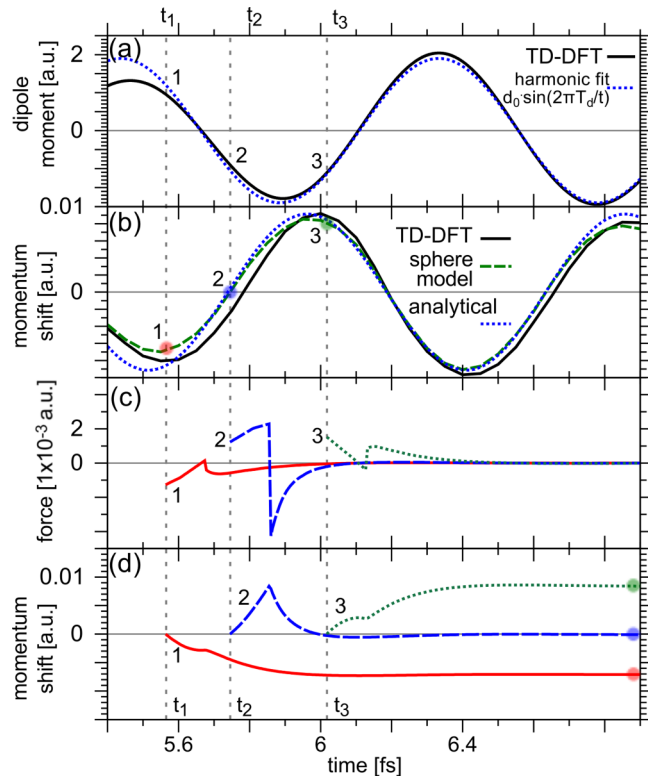 t1 t2 t3
(a)
2
0
dipole
moment [a.u.]
1
2
3
TD-DFT
harmonic fit
d0·sin(2πTd/t)
0.01
(b)
0
momentum
shift [a.u.]
1
2
3
TD-DFT
sphere
model
analytical
(c)
2
0
force [1x10-3 a.u.]
1
2
3
(d)
0.01
0
momentum
shift [a.u.]
1
2
3
t1 t2 t3
5.6 6 6.4
time [fs]